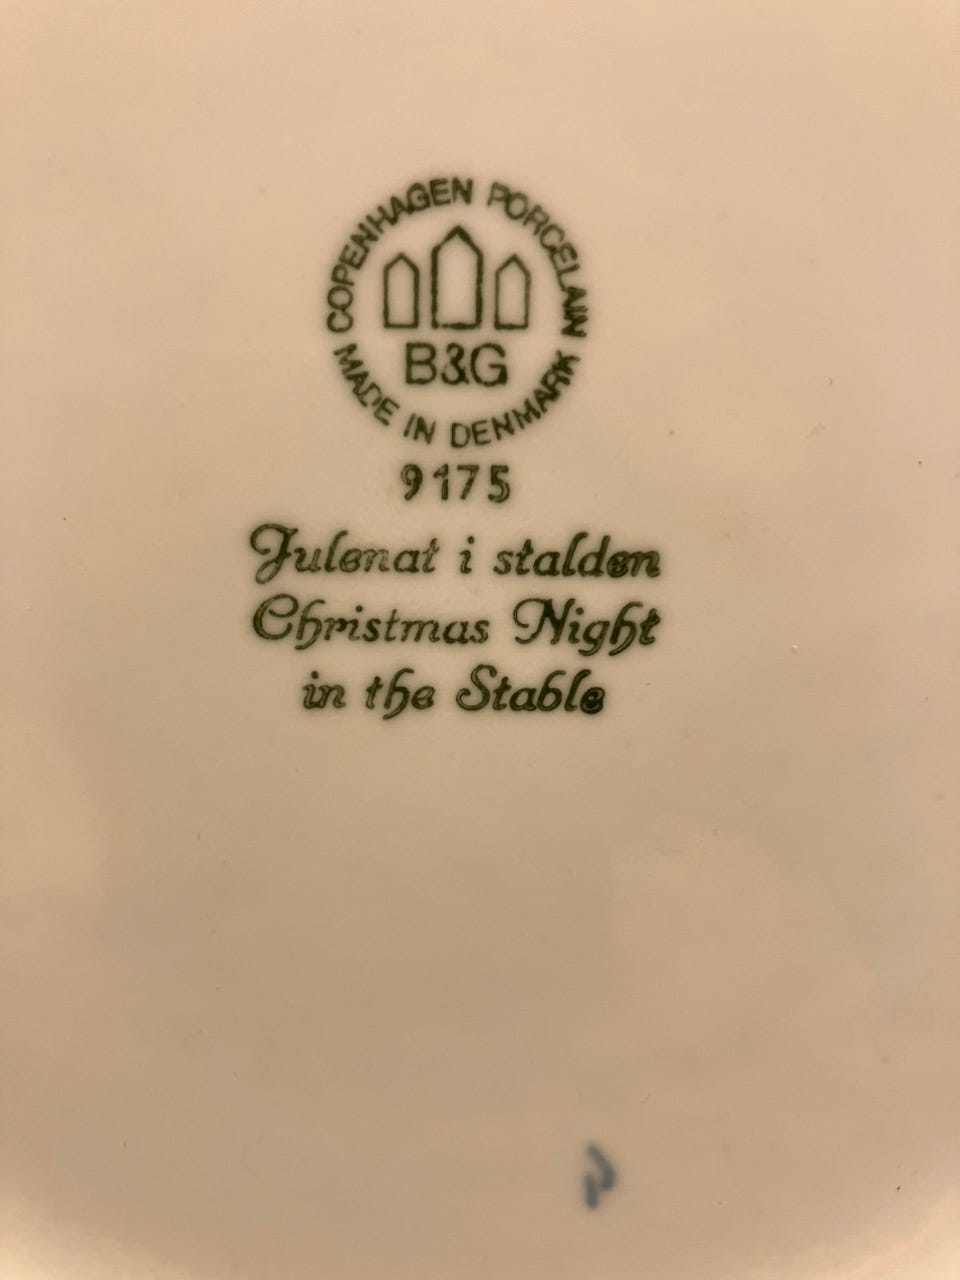 COPENHAGEN PORCELAIN
B&G
MADE IN DENMARK
9175
Julenat i stalden
Christmas Night
in the Stable